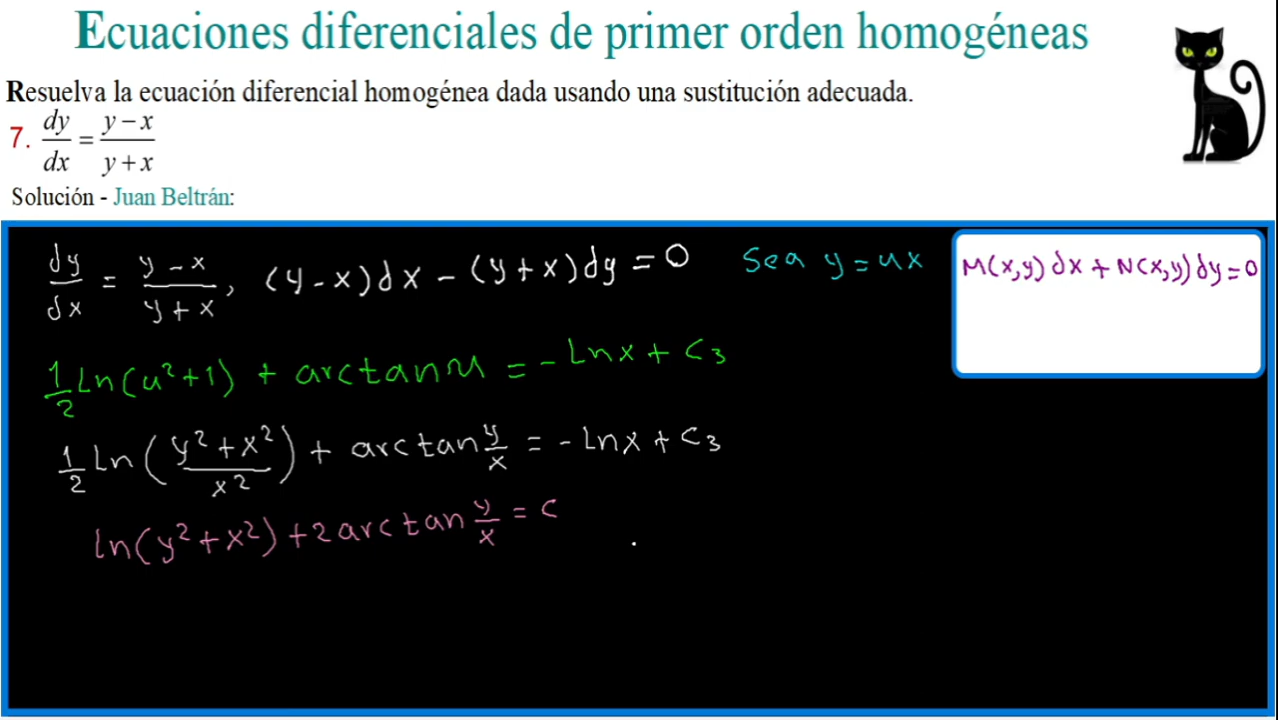 Ecuaciones diferenciales de primer orden homogéneas
Resuelva la ecuación diferencial homogénea dada usando una sustitución adecuada.
7. dy/dx = (y − x)/(y + x)
Solución - Juan Beltrán:
dy/dx = (y − x)/(y + x), (y − x)dx − (y + x)dy = 0 Sea y = ux
M(x,y)dx + N(x,y)dy = 0
1/2 Ln(u² + 1) + arctan u = − Lnx + C₃
1/2 Ln((y² + x²)/x²) + arctan y/x = − Lnx + C₃
Ln(y² + x²) + 2arctan y/x = C